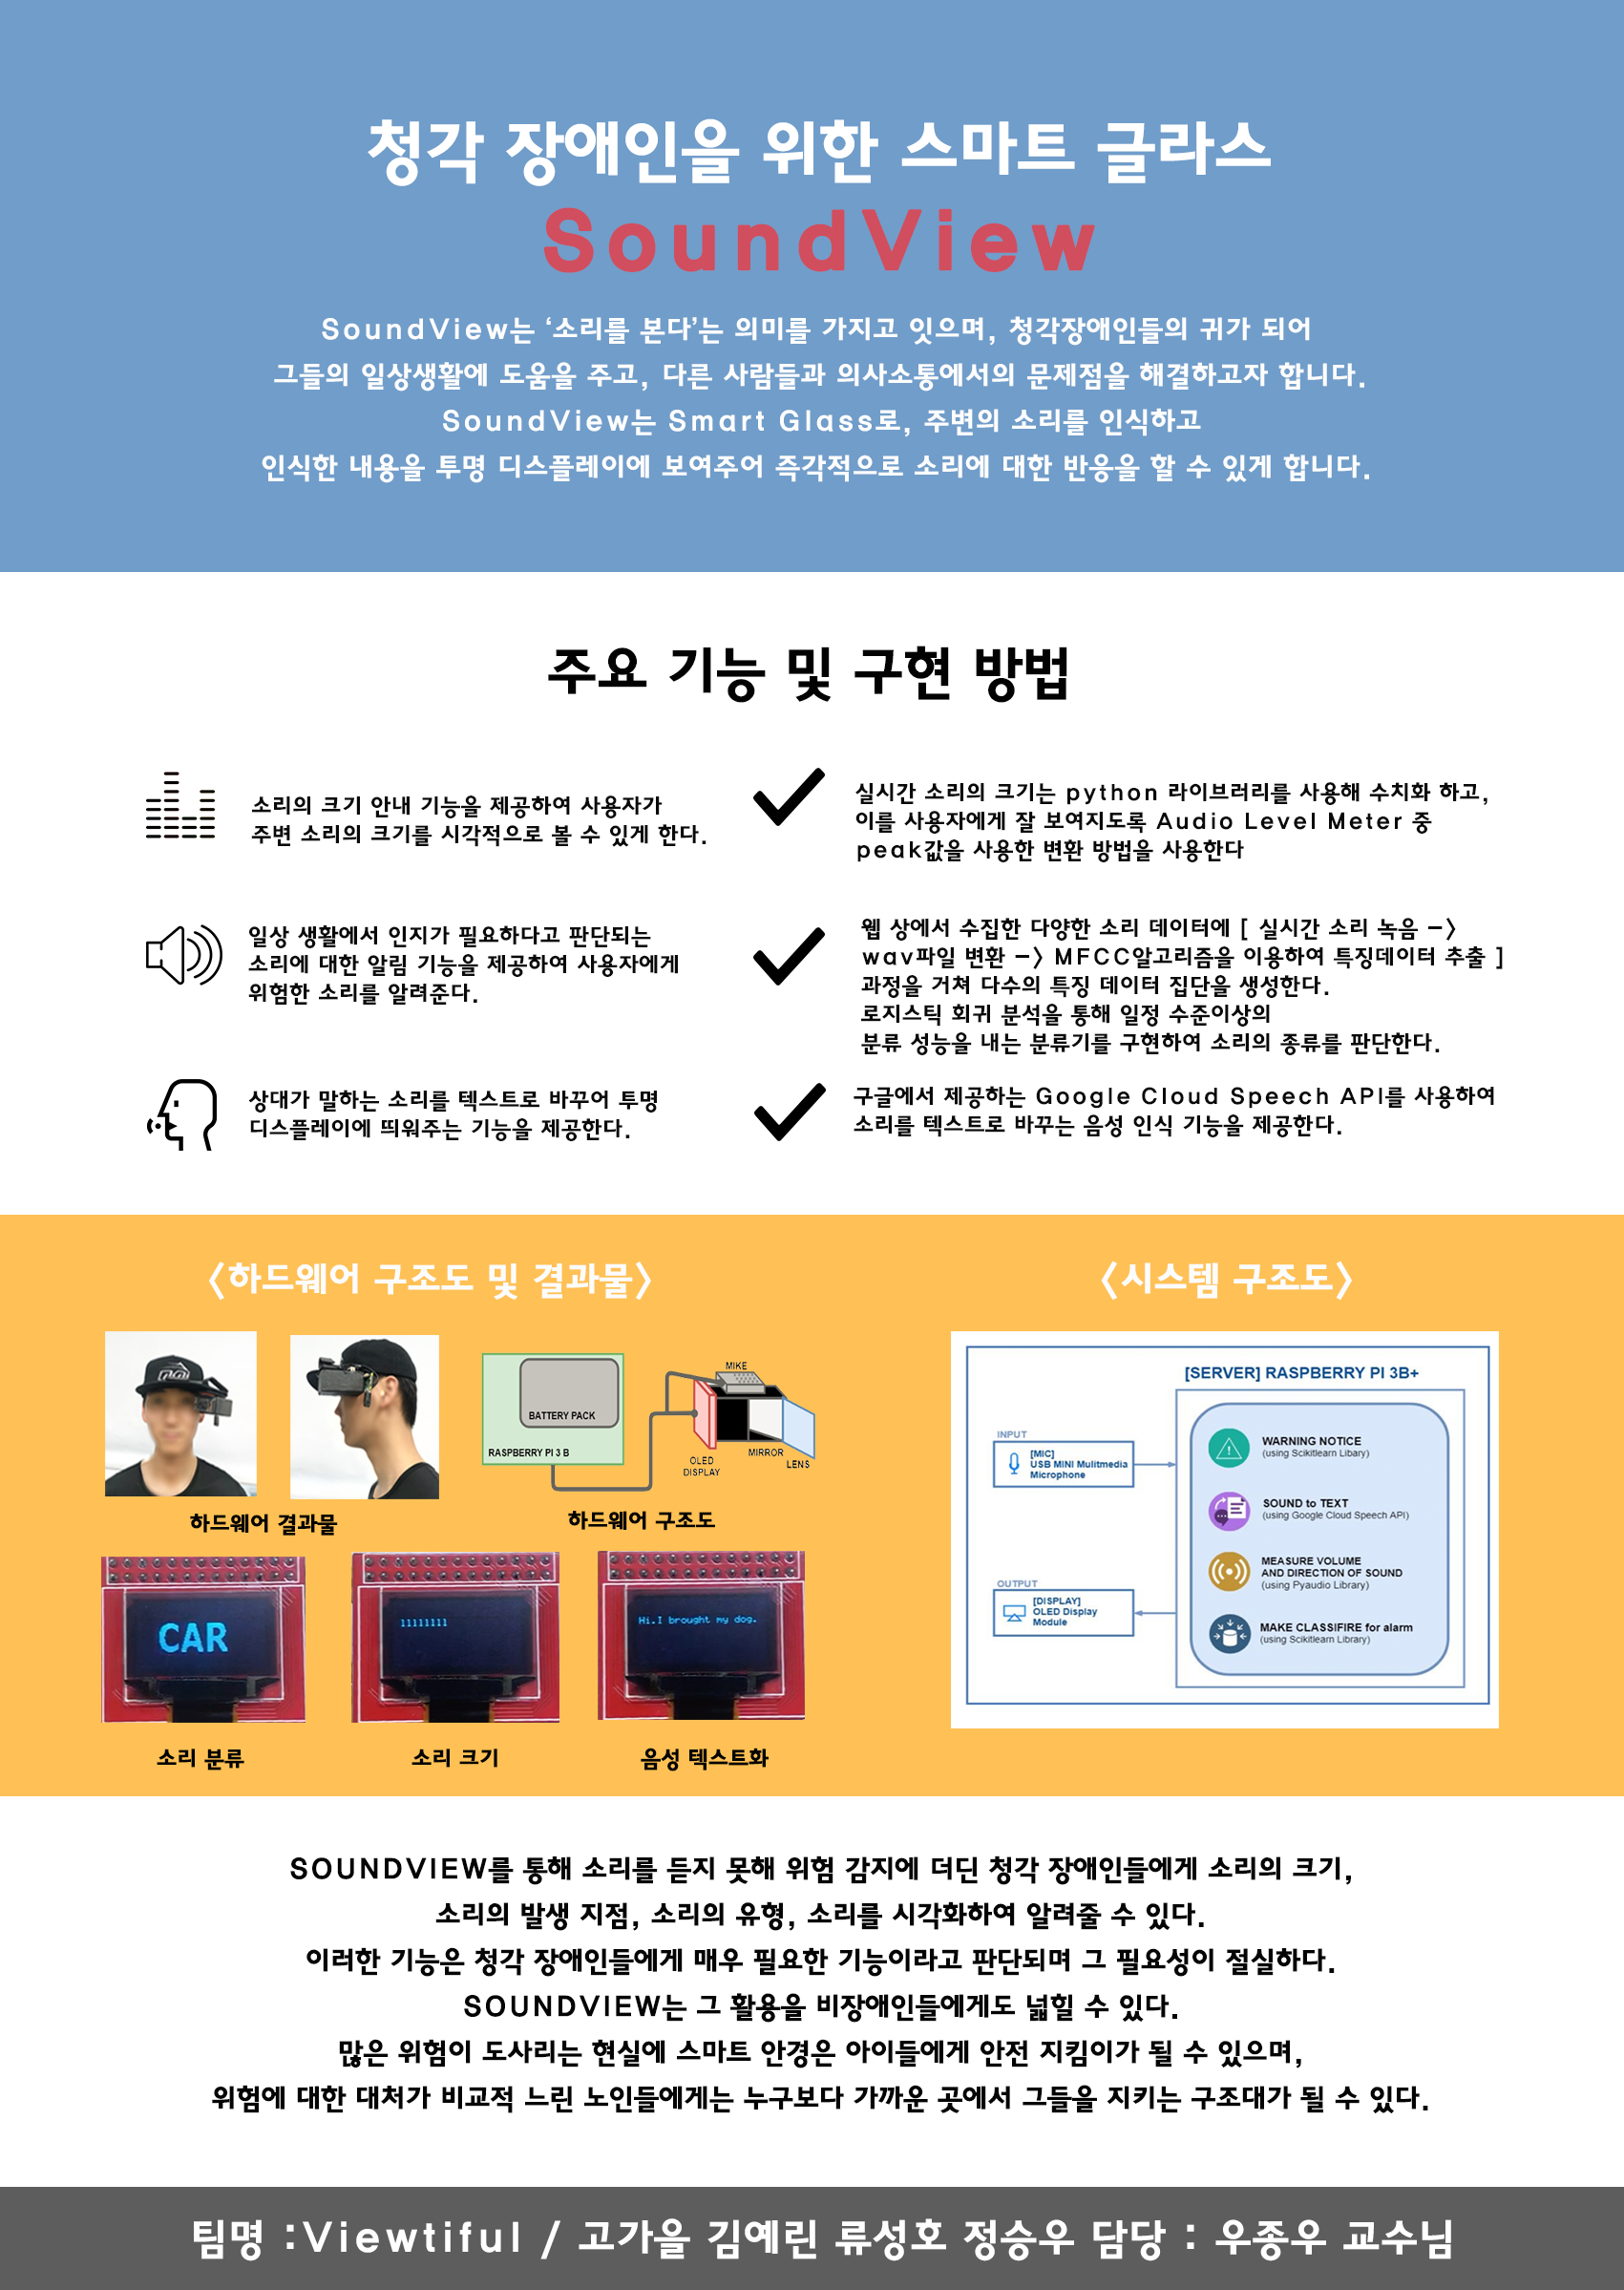 청각 장애인을 위한 스마트 글라스
SoundView
SoundView는 ‘소리를 본다’는 의미를 가지고 잇으며, 청각장애인들의 귀가 되어
그들의 일상생활에 도움을 주고, 다른 사람들과 의사소통에서의 문제점을 해결하고자 합니다.
SoundView는 Smart Glass로, 주변의 소리를 인식하고
인식한 내용을 투명 디스플레이에 보여주어 즉각적으로 소리에 대한 반응을 할 수 있게 합니다.
주요 기능 및 구현 방법
소리의 크기 안내 기능을 제공하여 사용자가
주변 소리의 크기를 시각적으로 볼 수 있게 한다.
실시간 소리의 크기는 python 라이브러리를 사용해 수치화 하고,
이를 사용자에게 잘 보여지도록 Audio Level Meter 중
peak값을 사용한 변환 방법을 사용한다
일상 생활에서 인지가 필요하다고 판단되는
소리에 대한 알림 기능을 제공하여 사용자에게
위험한 소리를 알려준다.
웹 상에서 수집한 다양한 소리 데이터에 [ 실시간 소리 녹음 -〉
wav파일 변환 -〉 MFCC알고리즘을 이용하여 특징데이터 추출 ]
과정을 거쳐 다수의 특징 데이터 집단을 생성한다.
로지스틱 회귀 분석을 통해 일정 수준이상의
분류 성능을 내는 분류기를 구현하여 소리의 종류를 판단한다.
상대가 말하는 소리를 텍스트로 바꾸어 투명
디스플레이에 띄워주는 기능을 제공한다.
구글에서 제공하는 Google Cloud Speech API를 사용하여
소리를 텍스트로 바꾸는 음성 인식 기능을 제공한다.
〈하드웨어 구조도 및 결과물〉
BATTERY PACK
RASPBERRY PI 3 B
MIKE
OLED
DISPLAY
MIRROR
LENS
하드웨어 결과물
하드웨어 구조도
CAR
11111111
Hi.I brought my dog.
소리 분류
소리 크기
음성 텍스트화
〈시스템 구조도〉
[SERVER] RASPBERRY PI 3B+
INPUT
[MIC]
USB MINI Mulitmedia
Microphone
OUTPUT
[DISPLAY]
OLED Display
Module
WARNING NOTICE
(using Scikitlearn Libary)
SOUND to TEXT
(using Google Cloud Speech API)
MEASURE VOLUME
AND DIRECTION OF SOUND
(using Pyaudio Library)
MAKE CLASSIFIRE for alarm
(using Scikitlearn Library)
SOUNDVIEW를 통해 소리를 듣지 못해 위험 감지에 더딘 청각 장애인들에게 소리의 크기,
소리의 발생 지점, 소리의 유형, 소리를 시각화하여 알려줄 수 있다.
이러한 기능은 청각 장애인들에게 매우 필요한 기능이라고 판단되며 그 필요성이 절실하다.
SOUNDVIEW는 그 활용을 비장애인들에게도 넓힐 수 있다.
많은 위험이 도사리는 현실에 스마트 안경은 아이들에게 안전 지킴이가 될 수 있으며,
위험에 대한 대처가 비교적 느린 노인들에게는 누구보다 가까운 곳에서 그들을 지키는 구조대가 될 수 있다.
팀명 :Viewtiful / 고가을 김예린 류성호 정승우 담당 : 우종우 교수님